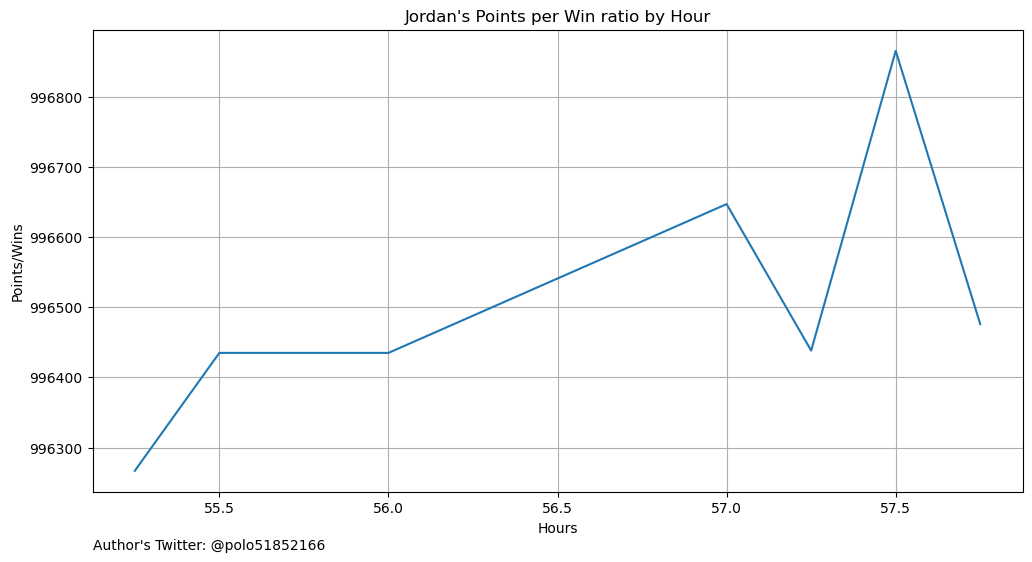 Jordan's Points per Win ratio by Hour
996800
996700
996600
996500
996400
996300
Points/Wins
55.5 56.0 56.5 57.0 57.5
Hours
Author's Twitter: @polo51852166